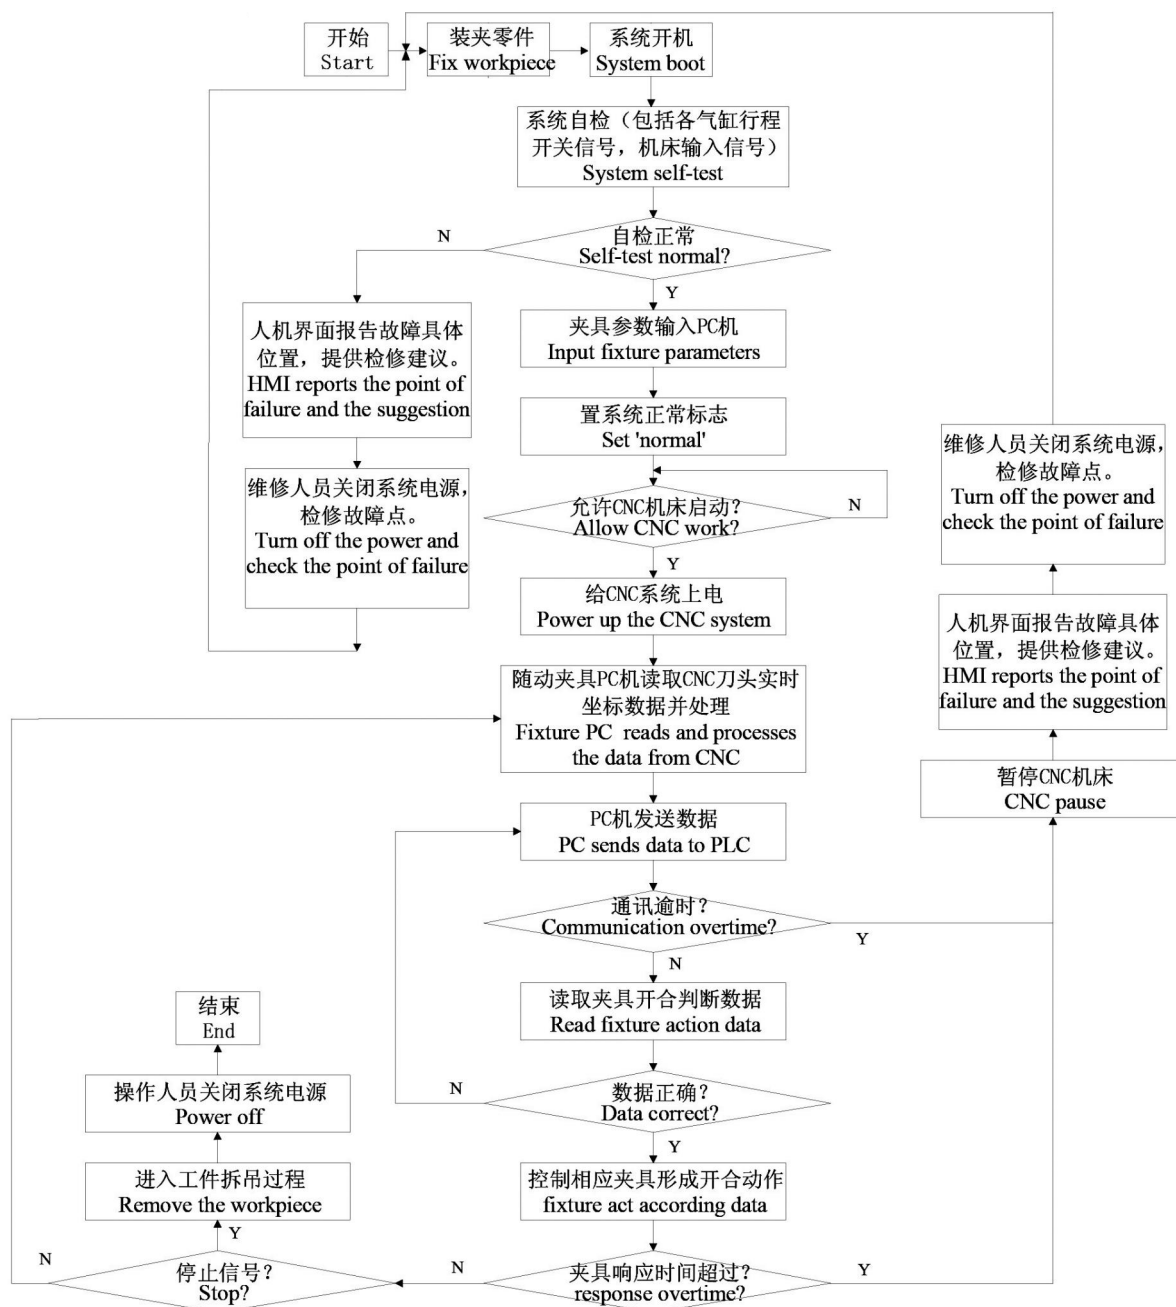 开始
Start
装夹零件
Fix workpiece
系统开机
System boot
系统自检（包括各气缸行程
开关信号，机床输入信号）
System self-test
自检正常
Self-test normal?
N
Y
人机界面报告故障具体
位置，提供检修建议。
HMI reports the point of
failure and the suggestion
夹具参数输入PC机
Input fixture parameters
置系统正常标志
Set 'normal'
维修人员关闭系统电源，
检修故障点。
Turn off the power and
check the point of failure
允许CNC机床启动？
Allow CNC work?
N
Y
给CNC系统上电
Power up the CNC system
维修人员关闭系统电源，
检修故障点。
Turn off the power and
check the point of failure
人机界面报告故障具体
位置，提供检修建议。
HMI reports the point of
failure and the suggestion
随动夹具PC机读取CNC刀头实时
坐标数据并处理
Fixture PC reads and processes
the data from CNC
暂停CNC机床
CNC pause
PC机发送数据
PC sends data to PLC
通讯逾时？
Communication overtime?
Y
N
读取夹具开合判断数据
Read fixture action data
结束
End
操作人员关闭系统电源
Power off
N
数据正确？
Data correct?
Y
进入工件拆吊过程
Remove the workpiece
控制相应夹具形成开合动作
fixture act according data
Y
N
停止信号？
Stop?
N
夹具响应时间超过？
response overtime?
Y